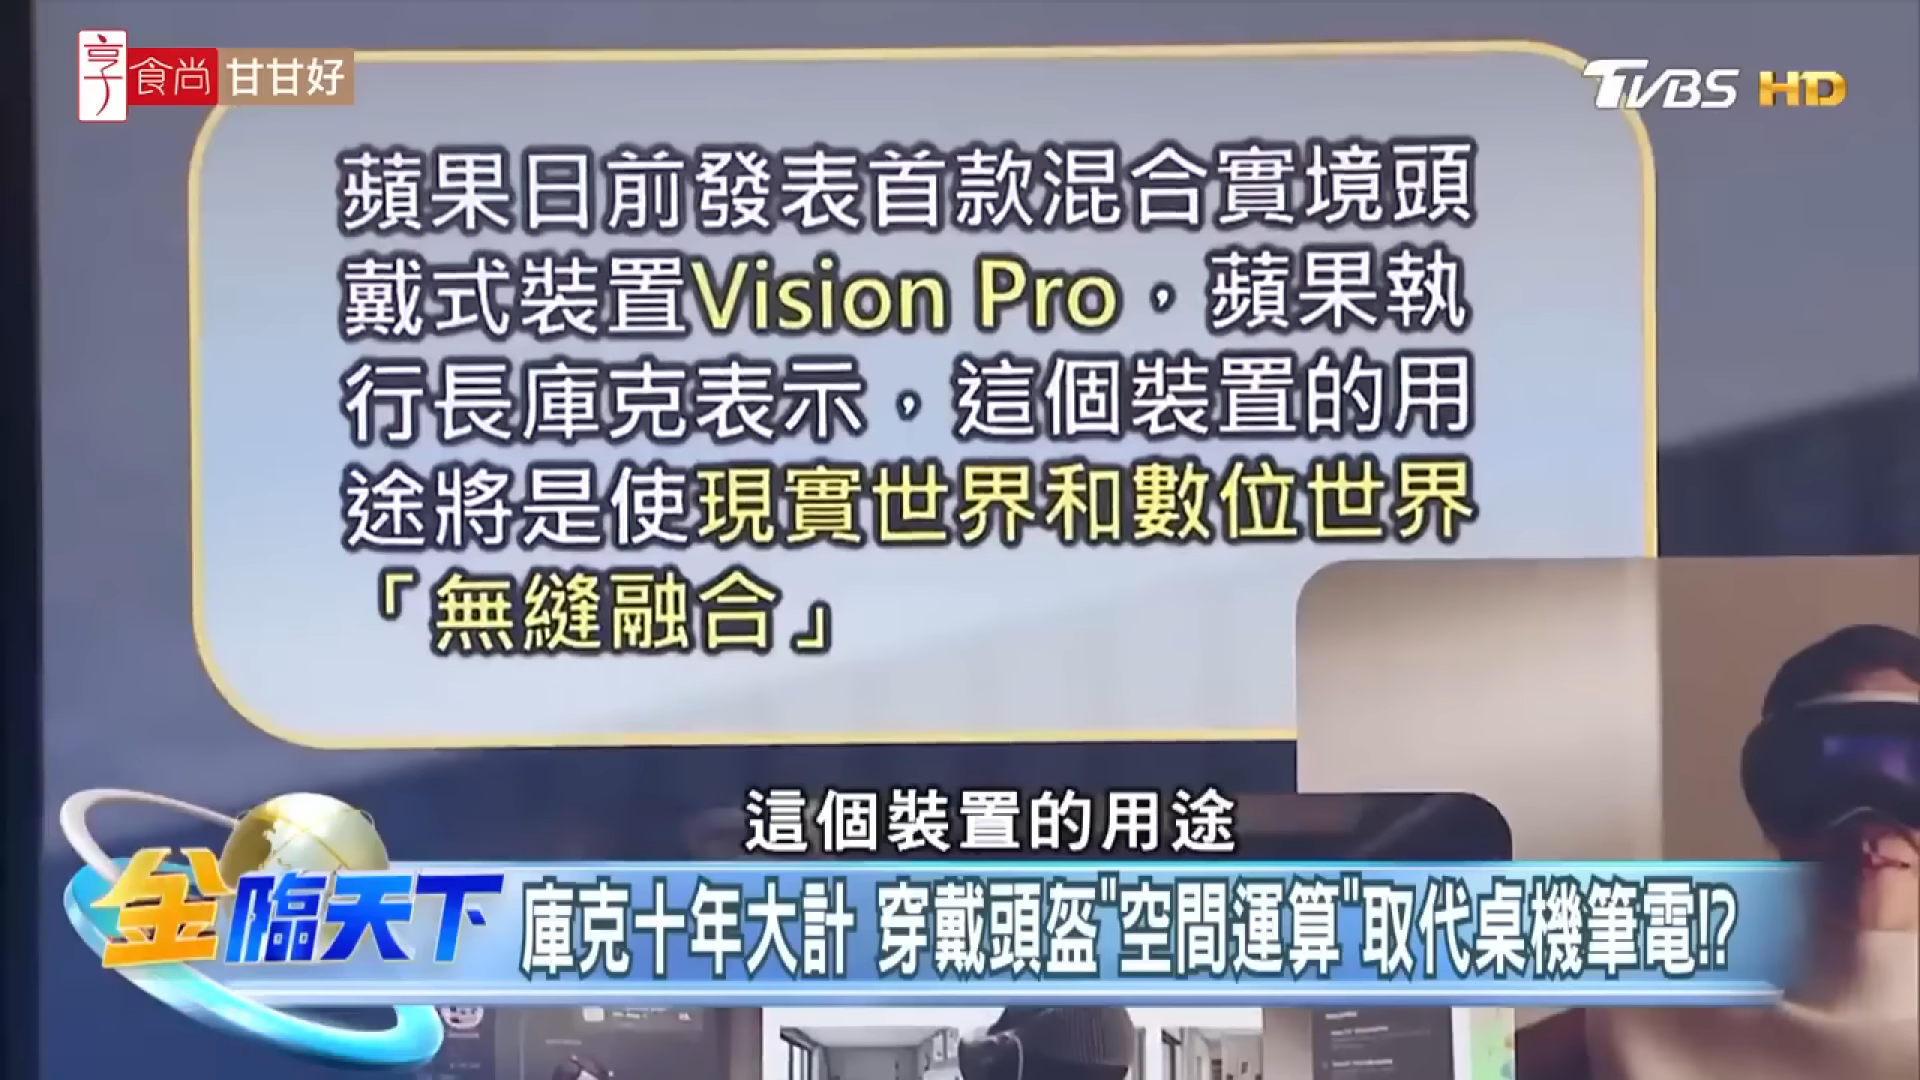 享食尚 甘甘好
TVBS HD
蘋果日前發表首款混合實境頭
戴式裝置Vision Pro，蘋果執
行長庫克表示，這個裝置的用
途將是使現實世界和數位世界
「無縫融合」
這個裝置的用途
金臨天下
庫克十年大計 穿戴頭盔"空間運算"取代桌機筆電!?